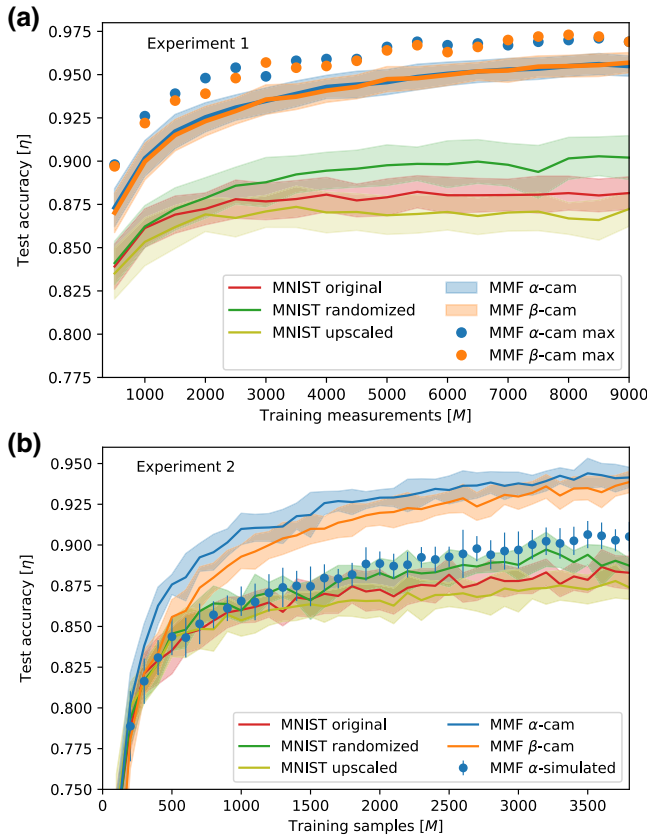 (a)
Experiment 1
Test accuracy [η]
0.975
0.950
0.925
0.900
0.875
0.850
0.825
0.800
0.775
MNIST original
MNIST randomized
MNIST upscaled
MMF α-cam
MMF β-cam
MMF α-cam max
MMF β-cam max
1000 2000 3000 4000 5000 6000 7000 8000 9000
Training measurements [M]
(b)
Experiment 2
Test accuracy [η]
0.950
0.925
0.900
0.875
0.850
0.825
0.800
0.775
0.750
MNIST original
MNIST randomized
MNIST upscaled
MMF α-cam
MMF β-cam
MMF α-simulated
0 500 1000 1500 2000 2500 3000 3500
Training samples [M]